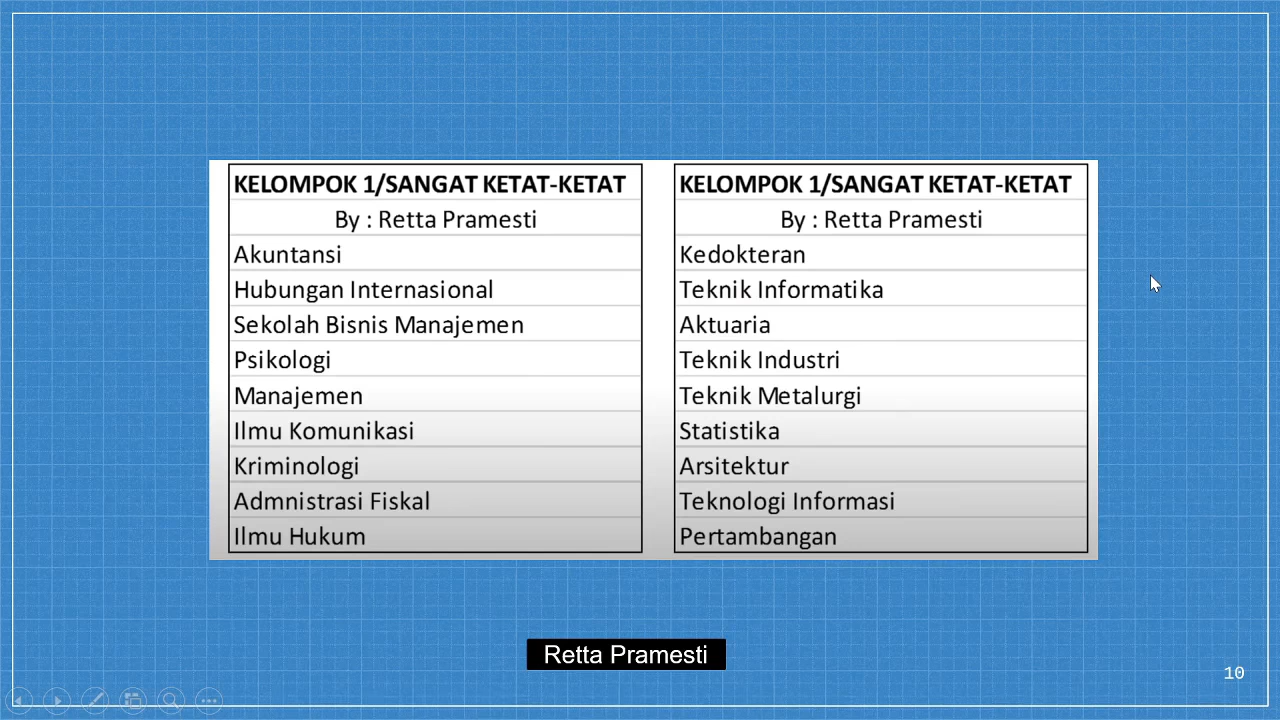 KELOMPOK 1/SANGAT KETAT-KETAT
By : Retta Pramesti
Akuntansi
Hubungan Internasional
Sekolah Bisnis Manajemen
Psikologi
Manajemen
Ilmu Komunikasi
Kriminologi
Admnistrasi Fiskal
Ilmu Hukum
KELOMPOK 1/SANGAT KETAT-KETAT
By : Retta Pramesti
Kedokteran
Teknik Informatika
Aktuaria
Teknik Industri
Teknik Metalurgi
Statistika
Arsitektur
Teknologi Informasi
Pertambangan
Retta Pramesti
10